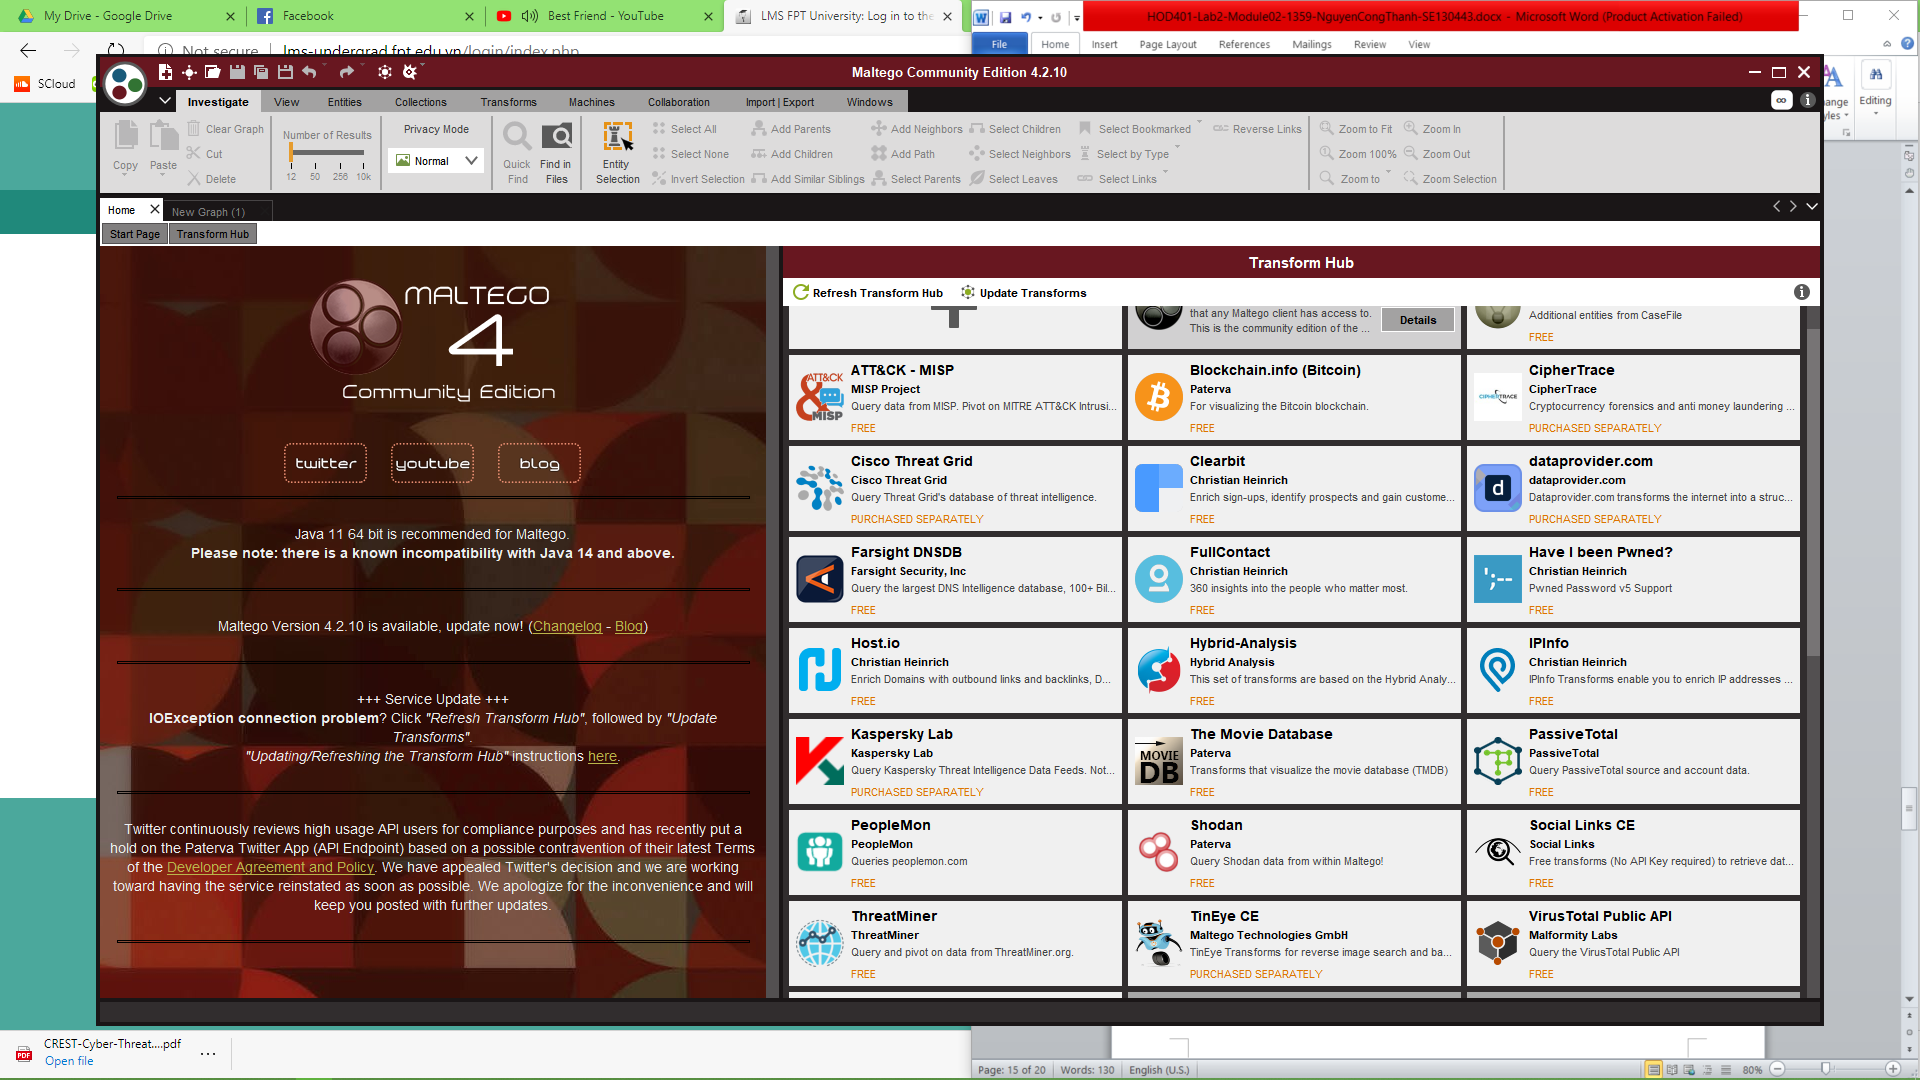 My Drive - Google Drive
Facebook
Best Friend - YouTube
LMS FPT University: Log in to the
HOD401-Lab2-Module02-1359-NguyenCongThanh-SE130443.docx - Microsoft Word (Product Activation Failed)
Not secure | lms-undergrad.fpt.edu.vn/login/index.php
File Home Insert Page Layout References Mailings Review View
SCloud
Maltego Community Edition 4.2.10
Editing
Investigate View Entities Collections Transforms Machines Collaboration Import | Export Windows
Copy
Paste
Clear Graph
Cut
Delete
Number of Results
12 50 256 10k
Privacy Mode
Normal
Quick Find
Find in Files
Entity Selection
Select All
Select None
Invert Selection
Add Parents
Add Children
Add Similar Siblings
Add Neighbors
Add Path
Select Parents
Select Children
Select Neighbors
Select Leaves
Select Bookmarked
Select by Type
Select Links
Reverse Links
Zoom to Fit
Zoom 100%
Zoom to
Zoom In
Zoom Out
Zoom Selection
Home
New Graph (1)
Start Page
Transform Hub
MALTEGO
4
Community Edition
twitter
youtube
blog
Java 11 64 bit is recommended for Maltego.
Please note: there is a known incompatibility with Java 14 and above.
Maltego Version 4.2.10 is available, update now! (Changelog - Blog)
+++ Service Update +++
IOException connection problem? Click "Refresh Transform Hub", followed by "Update
Transforms".
"Updating/Refreshing the Transform Hub" instructions here.
Twitter continuously reviews high usage API users for compliance purposes and has recently put a
hold on the Paterva Twitter App (API Endpoint) based on a possible contravention of their latest Terms
of the Developer Agreement and Policy. We have appealed Twitter's decision and we are working
toward having the service reinstated as soon as possible. We apologize for the inconvenience and will
keep you posted with further updates.
Transform Hub
Refresh Transform Hub
Update Transforms
that any Maltego client has access to.
This is the community edition of the ...
Details
Additional entities from CaseFile
FREE
ATT&CK - MISP
MISP Project
Query data from MISP. Pivot on MITRE ATT&CK Intrusi...
FREE
Blockchain.info (Bitcoin)
Paterva
For visualizing the Bitcoin blockchain.
FREE
CipherTrace
CipherTrace
Cryptocurrency forensics and anti money laundering ...
PURCHASED SEPARATELY
Cisco Threat Grid
Cisco Threat Grid
Query Threat Grid's database of threat intelligence.
PURCHASED SEPARATELY
Clearbit
Christian Heinrich
Enrich sign-ups, identify prospects and gain custome...
FREE
dataprovider.com
dataprovider.com
Dataprovider.com transforms the internet into a struc...
PURCHASED SEPARATELY
Farsight DNSDB
Farsight Security, Inc
Query the largest DNS Intelligence database, 100+ Bil...
FREE
FullContact
Christian Heinrich
360 insights into the people who matter most.
FREE
Have I been Pwned?
Christian Heinrich
Pwned Password v5 Support
FREE
Host.io
Christian Heinrich
Enrich Domains with outbound links and backlinks, D...
FREE
Hybrid-Analysis
Hybrid Analysis
This set of transforms are based on the Hybrid Analy...
FREE
IPInfo
Christian Heinrich
IPInfo Transforms enable you to enrich IP addresses ...
FREE
Kaspersky Lab
Kaspersky Lab
Query Kaspersky Threat Intelligence Data Feeds. Not...
PURCHASED SEPARATELY
MOVIE
DB
The Movie Database
Paterva
Transforms that visualize the movie database (TMDB)
FREE
PassiveTotal
PassiveTotal
Query PassiveTotal source and account data.
FREE
PeopleMon
PeopleMon
Queries peoplemon.com
FREE
Shodan
Paterva
Query Shodan data from within Maltego!
FREE
Social Links CE
Social Links
Free transforms (No API Key required) to retrieve dat...
FREE
ThreatMiner
ThreatMiner
Query and pivot on data from ThreatMiner.org.
FREE
TinEye CE
Maltego Technologies GmbH
TinEye Transforms for reverse image search and ba...
PURCHASED SEPARATELY
VirusTotal Public API
Malformity Labs
Query the VirusTotal Public API
FREE
CREST-Cyber-Threat....pdf
Open file
Page: 15 of 20 Words: 130 English (U.S.)
80%